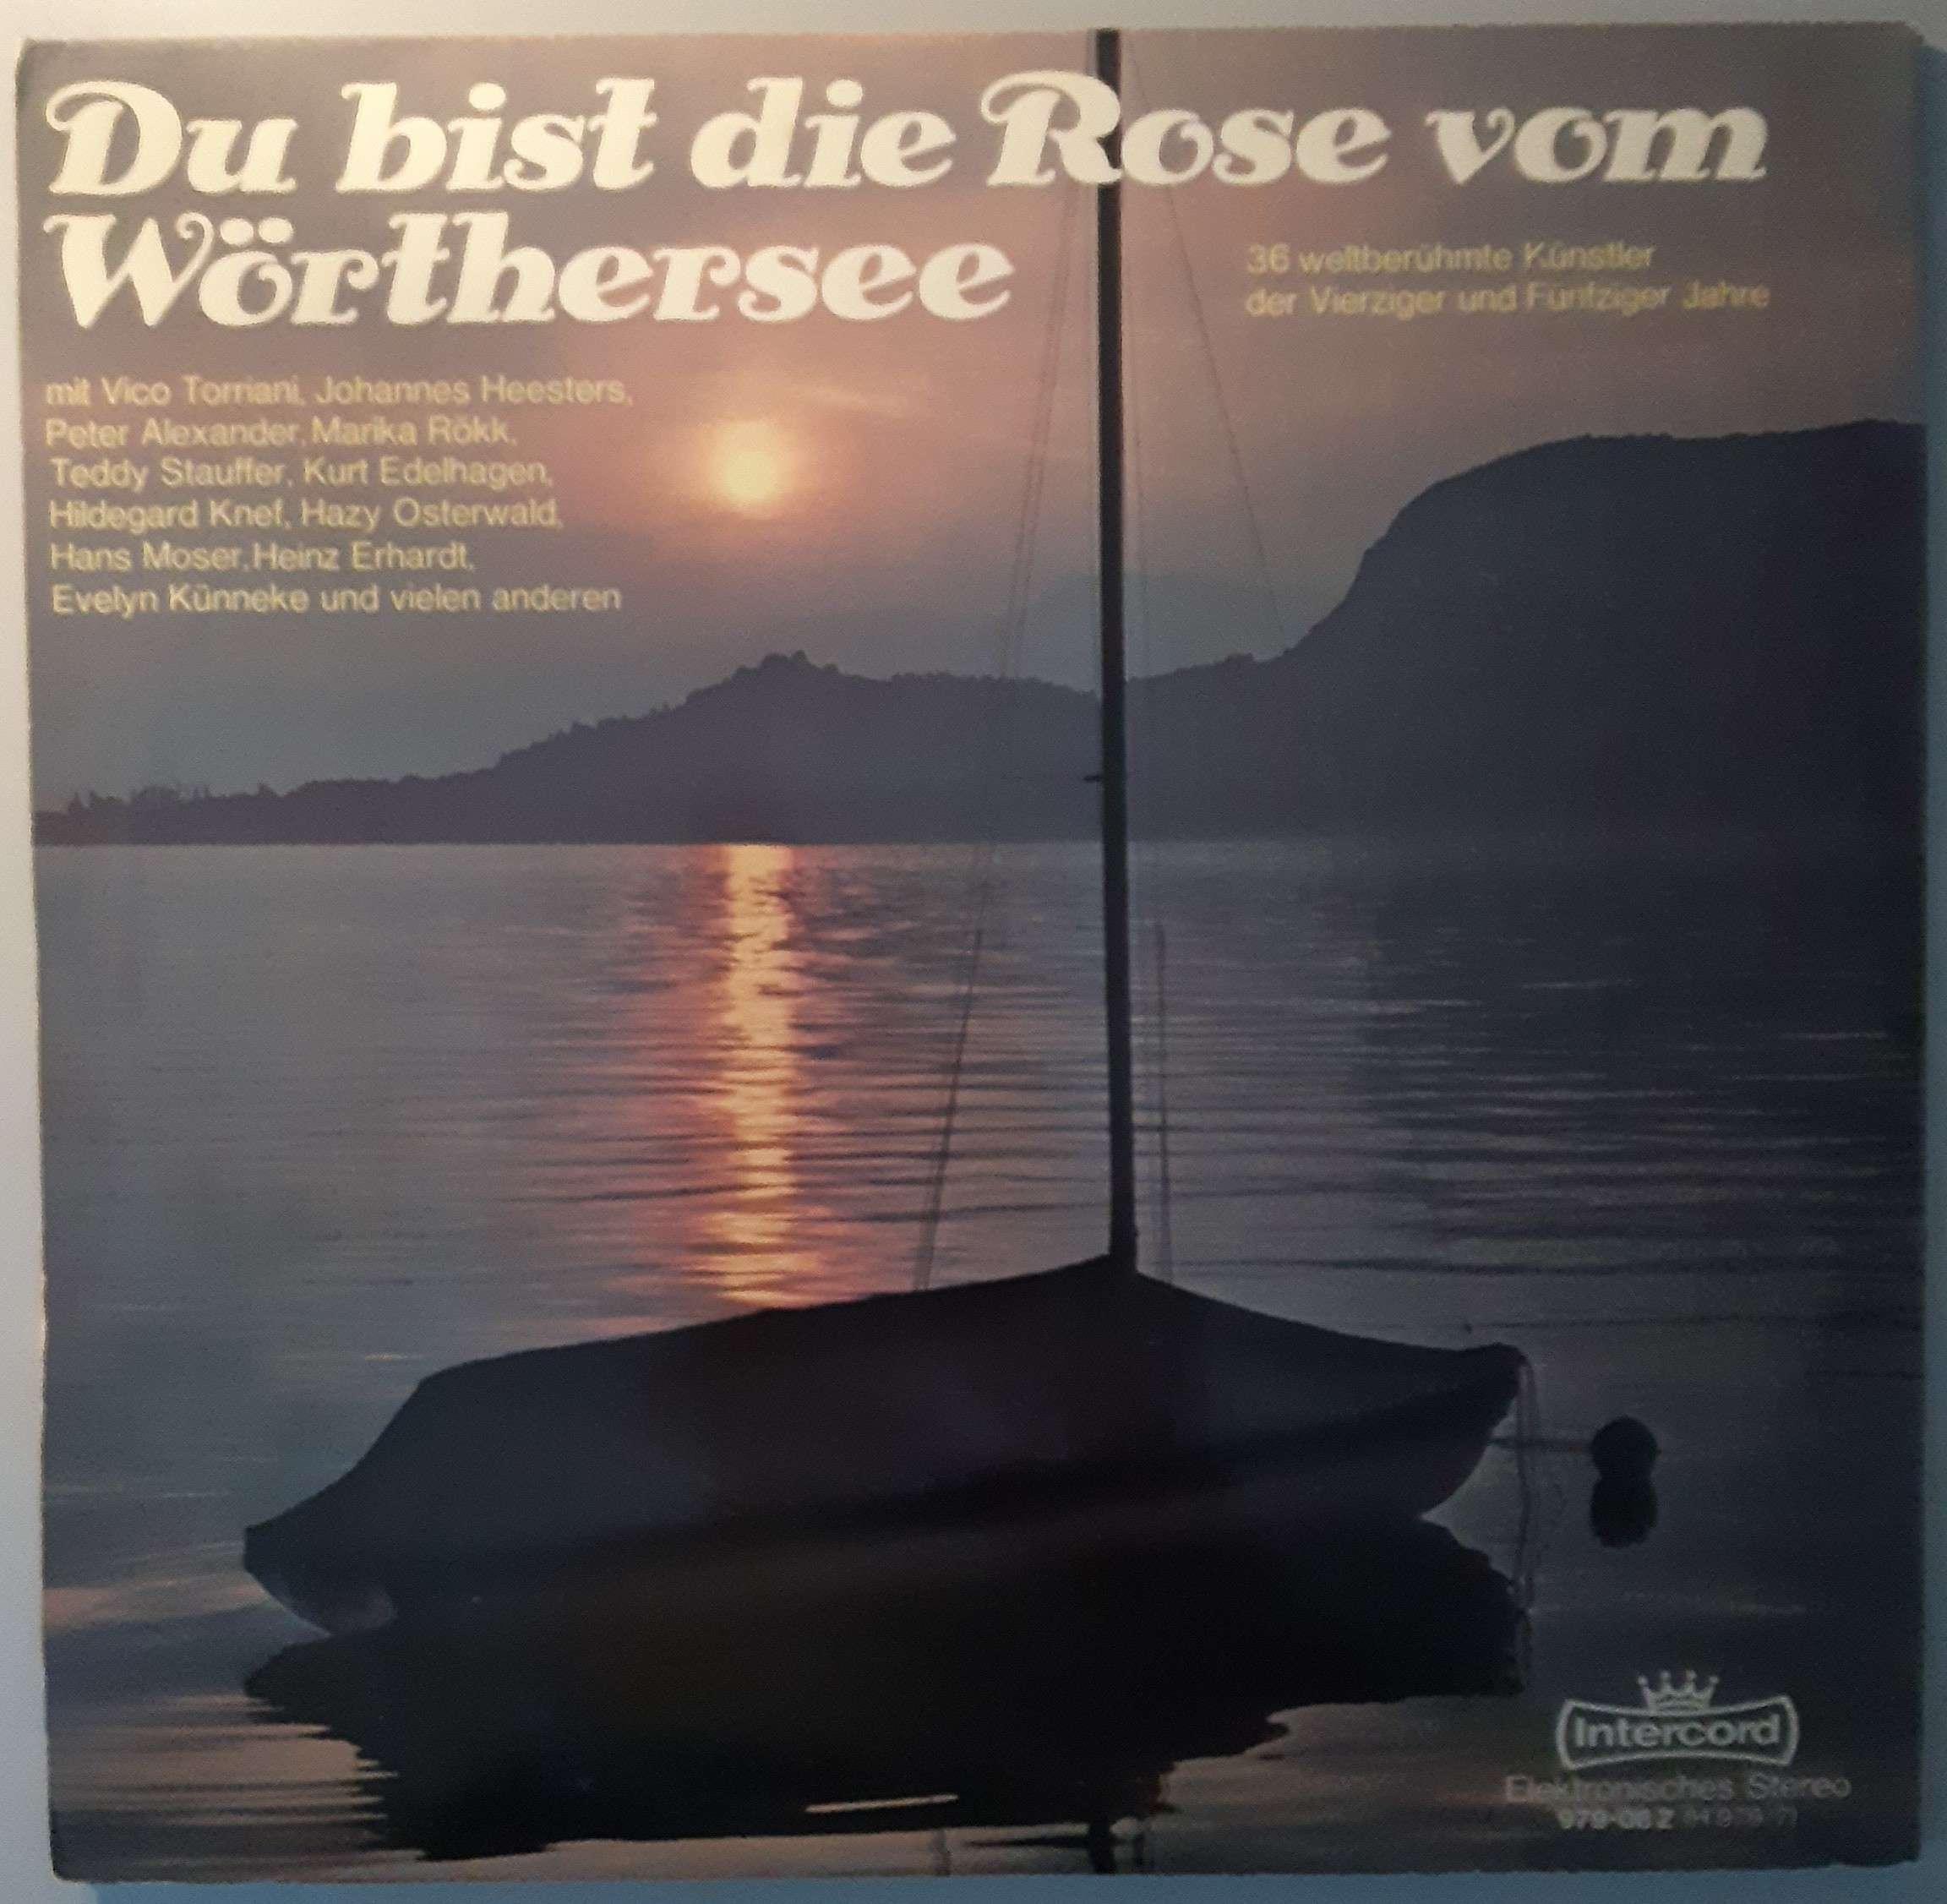 Du bist die Rose vom
Wörthersee
36 weltberühmte Künstler
der Vierziger und Fünfziger Jahre
mit Vico Torriani, Johannes Heesters,
Peter Alexander, Marika Rökk,
Teddy Stauffer, Kurt Edelhagen,
Hildegard Knef, Hazy Osterwald,
Hans Moser, Heinz Erhardt,
Evelyn Künneke und vielen anderen
Intercord
Elektronisches Stereo
979-08 Z